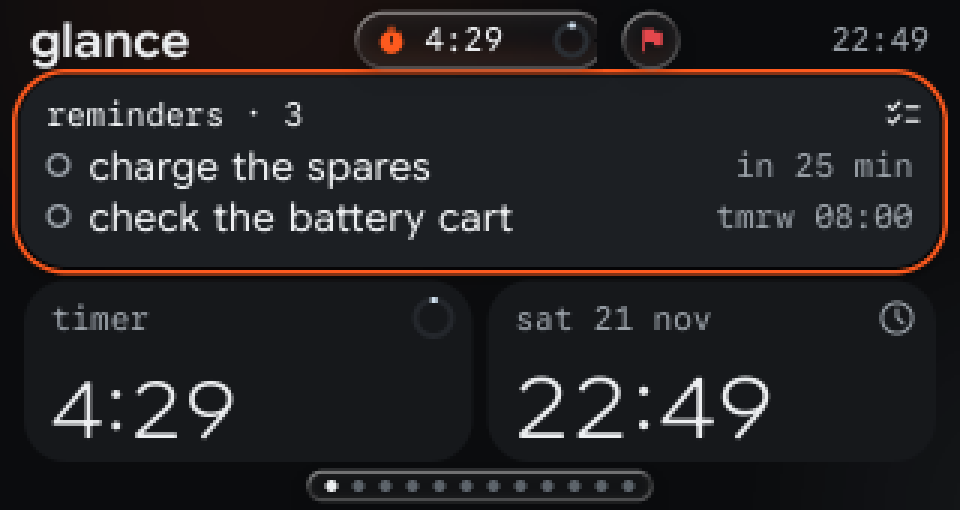 glance 4:29 22:49
reminders · 3
charge the spares in 25 min
check the battery cart tmrw 08:00
timer
4:29
sat 21 nov
22:49